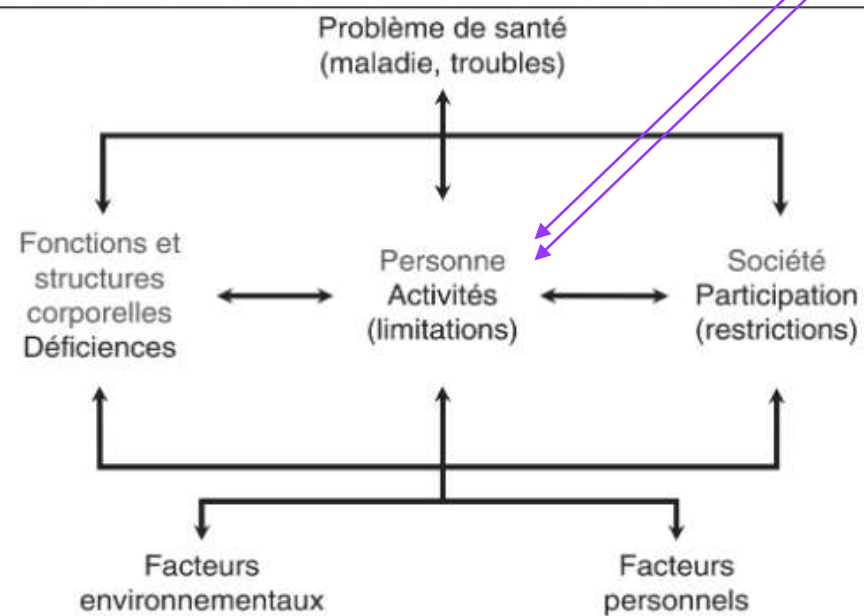 Problème de santé
(maladie, troubles)
Fonctions et
structures
corporelles
Déficiences
Personne
Activités
(limitations)
Société
Participation
(restrictions)
Facteurs
environnementaux
Facteurs
personnels